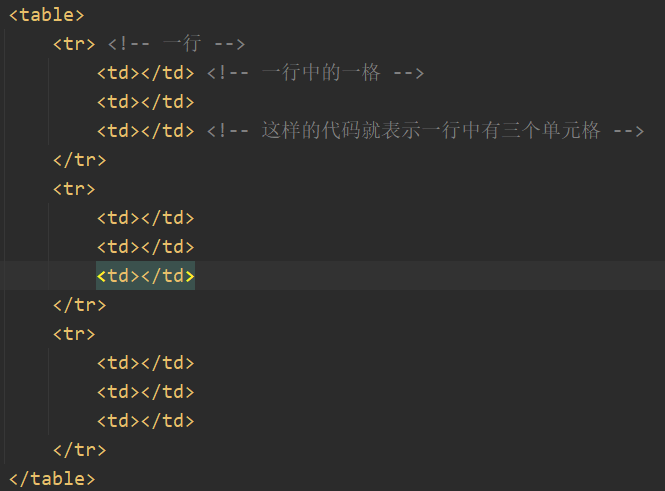 <table>
<tr> <!-- 一行 -->
<td></td> <!-- 一行中的一格 -->
<td></td>
<td></td> <!-- 这样的代码就表示一行中有三个单元格 -->
</tr>
<tr>
<td></td>
<td></td>
<td></td>
</tr>
<tr>
<td></td>
<td></td>
<td></td>
</tr>
</table>